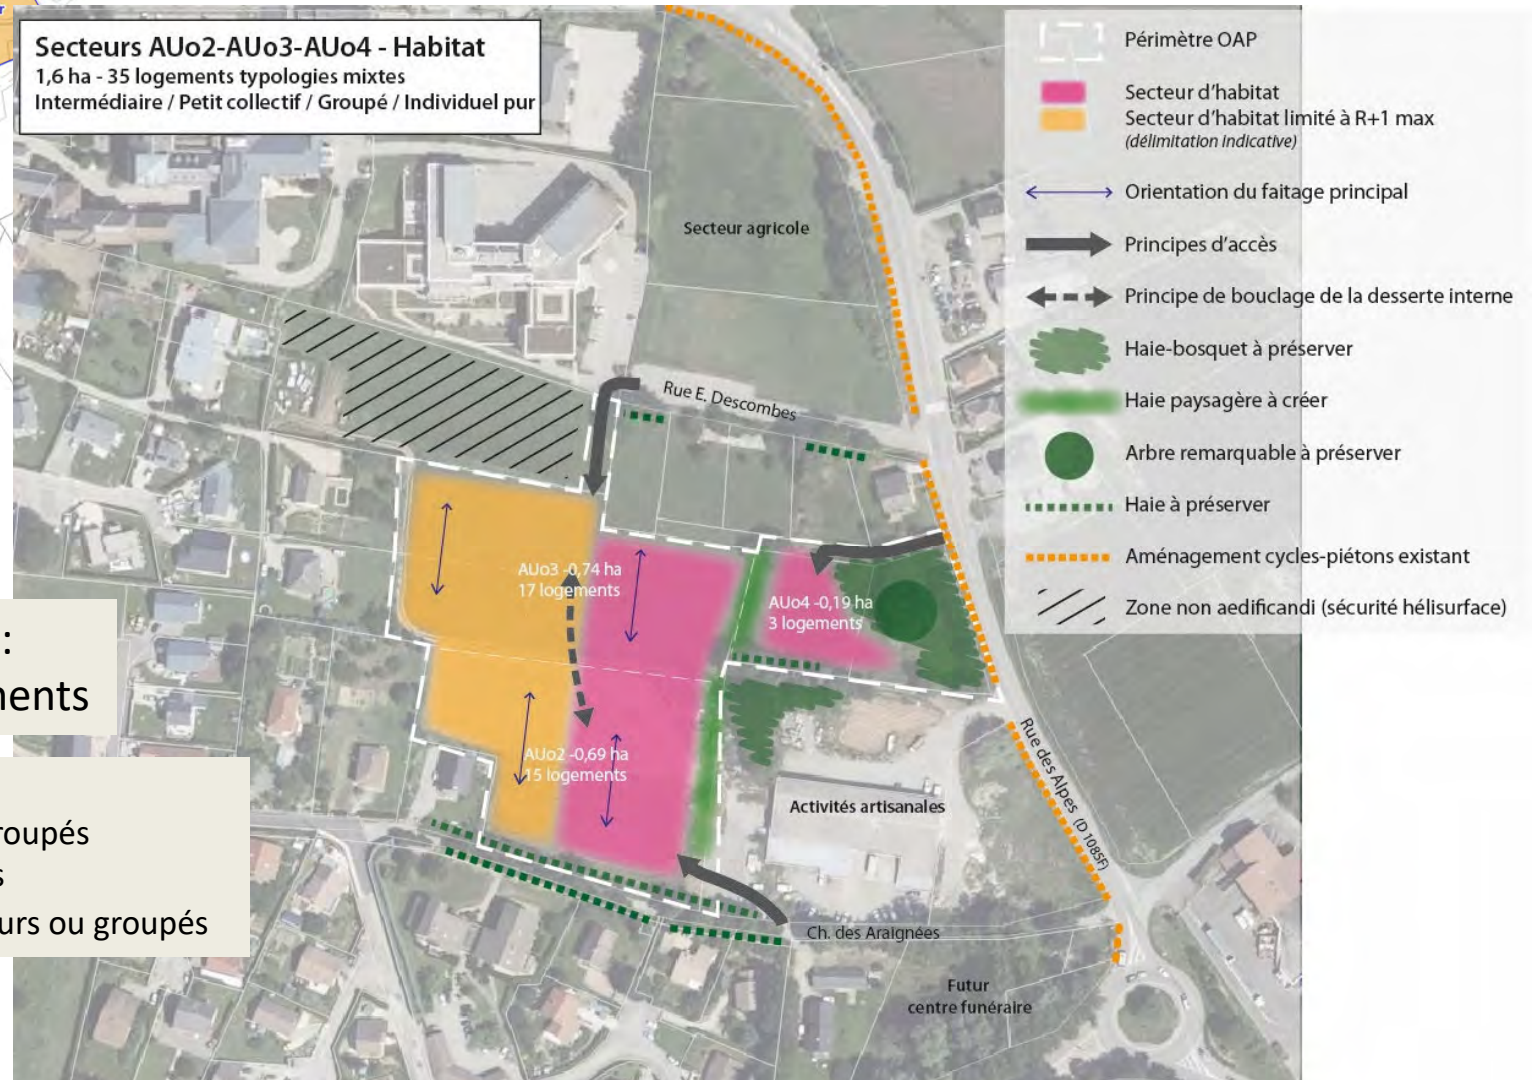 Secteurs AUo2-AUo3-AUo4 - Habitat
1,6 ha - 35 logements typologies mixtes
Intermédiaire / Petit collectif / Groupé / Individuel pur
Périmètre OAP
Secteur d'habitat
Secteur d'habitat limité à R+1 max
(délimitation indicative)
Orientation du faitage principal
Principes d'accès
Principe de bouclage de la desserte interne
Haie-bosquet à préserver
Haie paysagère à créer
Arbre remarquable à préserver
Haie à préserver
Aménagement cycles-piétons existant
Zone non aedificandi (sécurité hélisurface)
Secteur agricole
Rue E. Descombes
AUo3 -0,74 ha
17 logements
AUo4 -0,19 ha
3 logements
AUo2 -0,69 ha
15 logements
Activités artisanales
Rue des Alpes (D 1085F)
Ch. des Araignées
Futur
centre funéraire
:
ments
roupés
s
urs ou groupés